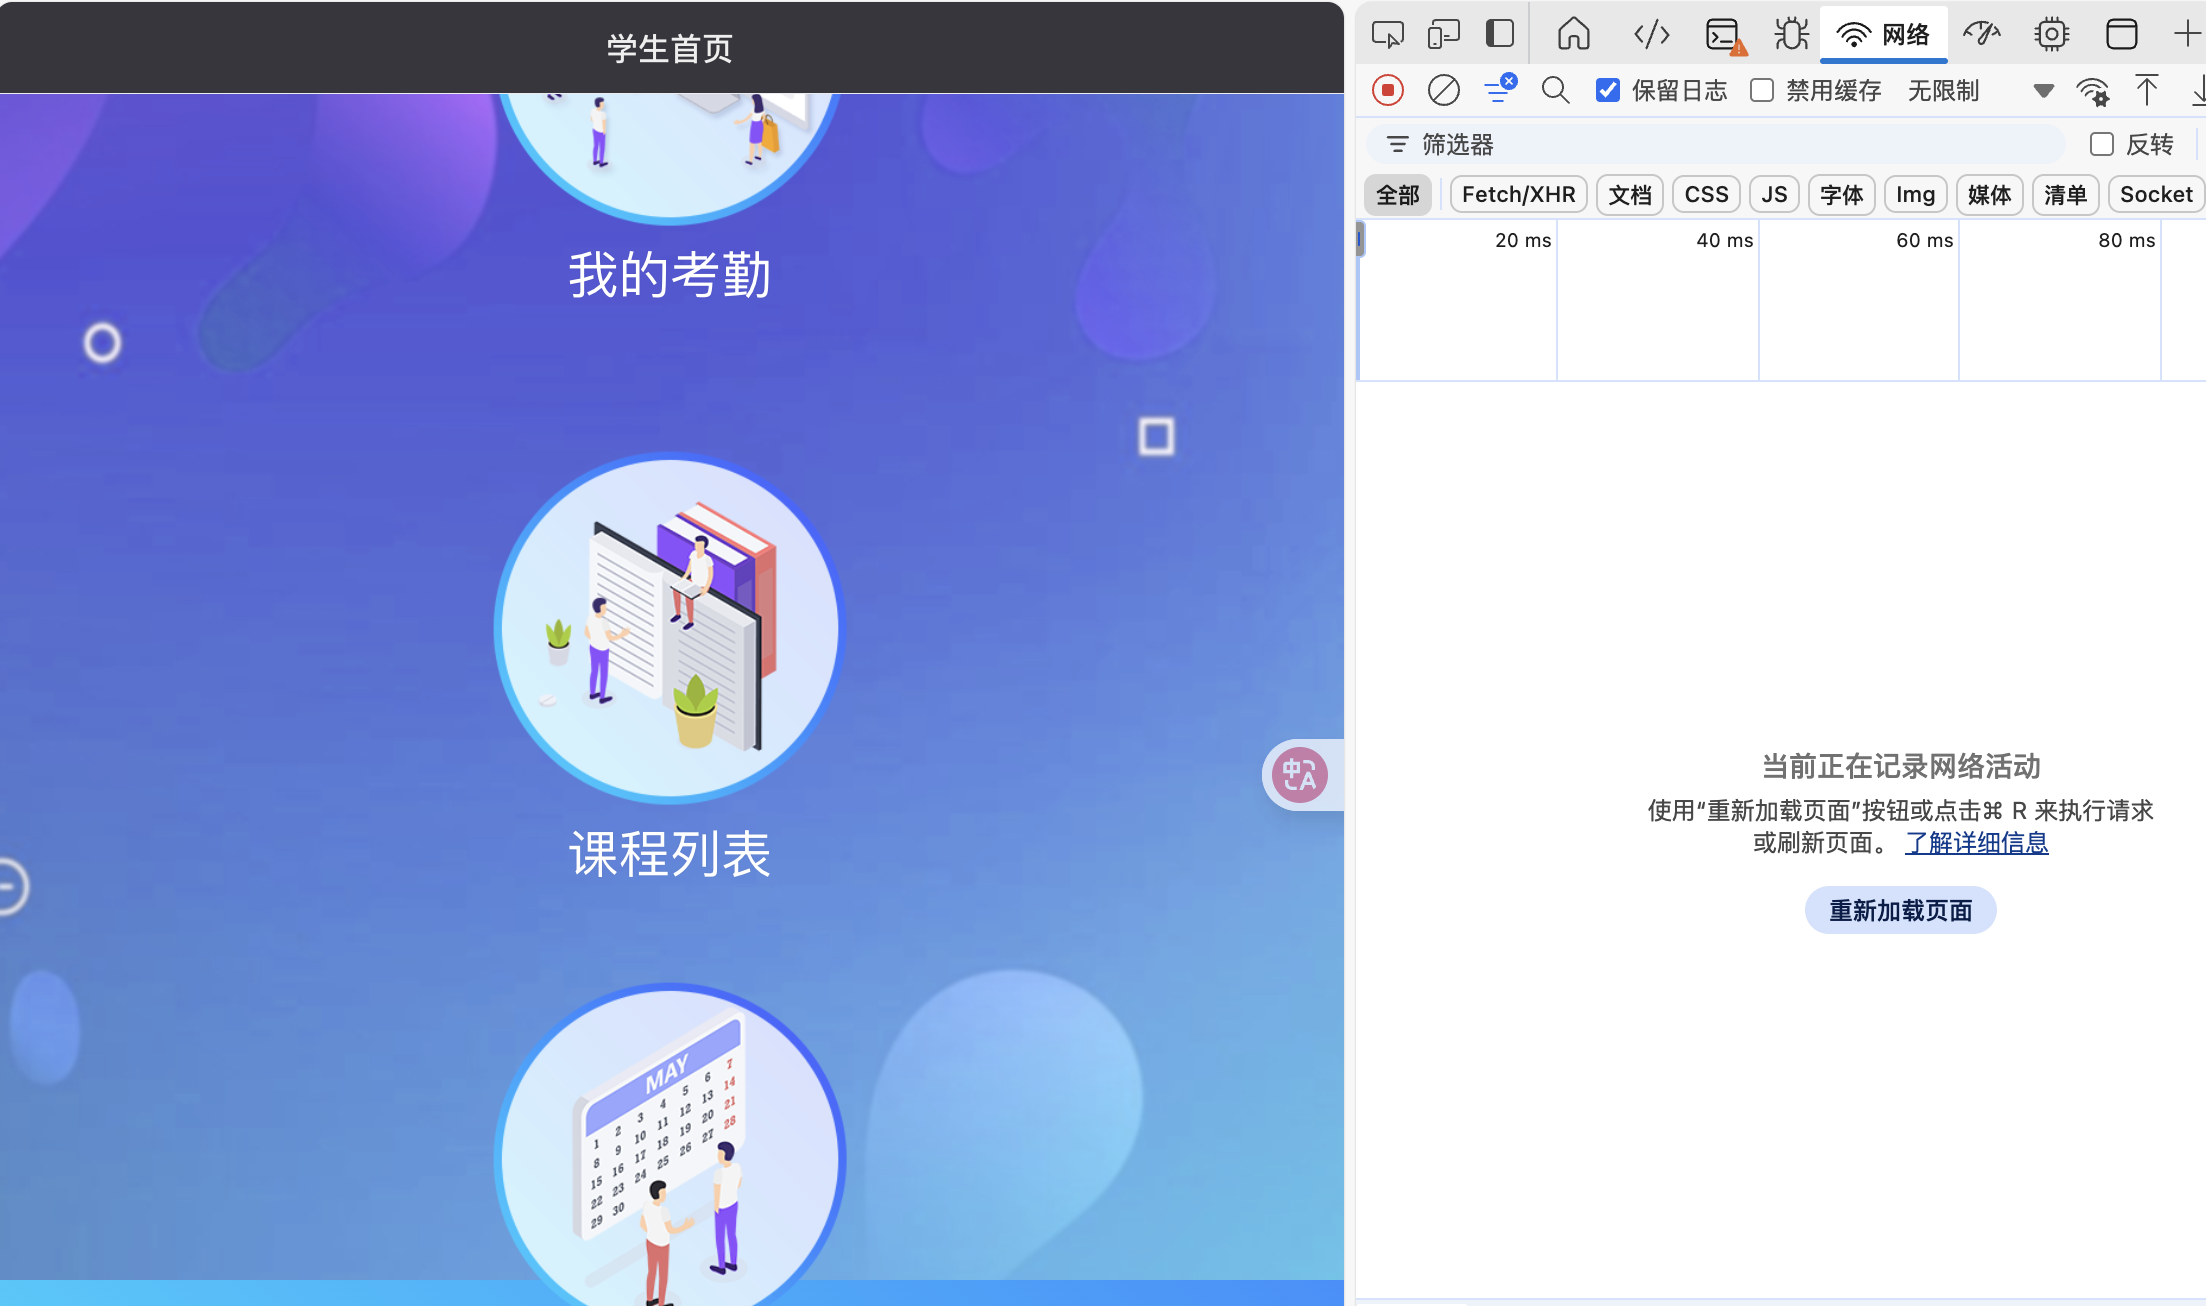 学生首页
我的考勤
课程列表
MAY
1 2 3 4 5 6 7
8 9 10 11 12 13 14
15 16 17 18 19 20 21
22 23 24 25 26 27 28
29 30
中A
网络
保留日志
禁用缓存
无限制
筛选器
反转
全部
Fetch/XHR
文档
CSS
JS
字体
Img
媒体
清单
Socket
20 ms
40 ms
60 ms
80 ms
当前正在记录网络活动
使用“重新加载页面”按钮或点击⌘ R 来执行请求
或刷新页面。 了解详细信息
重新加载页面